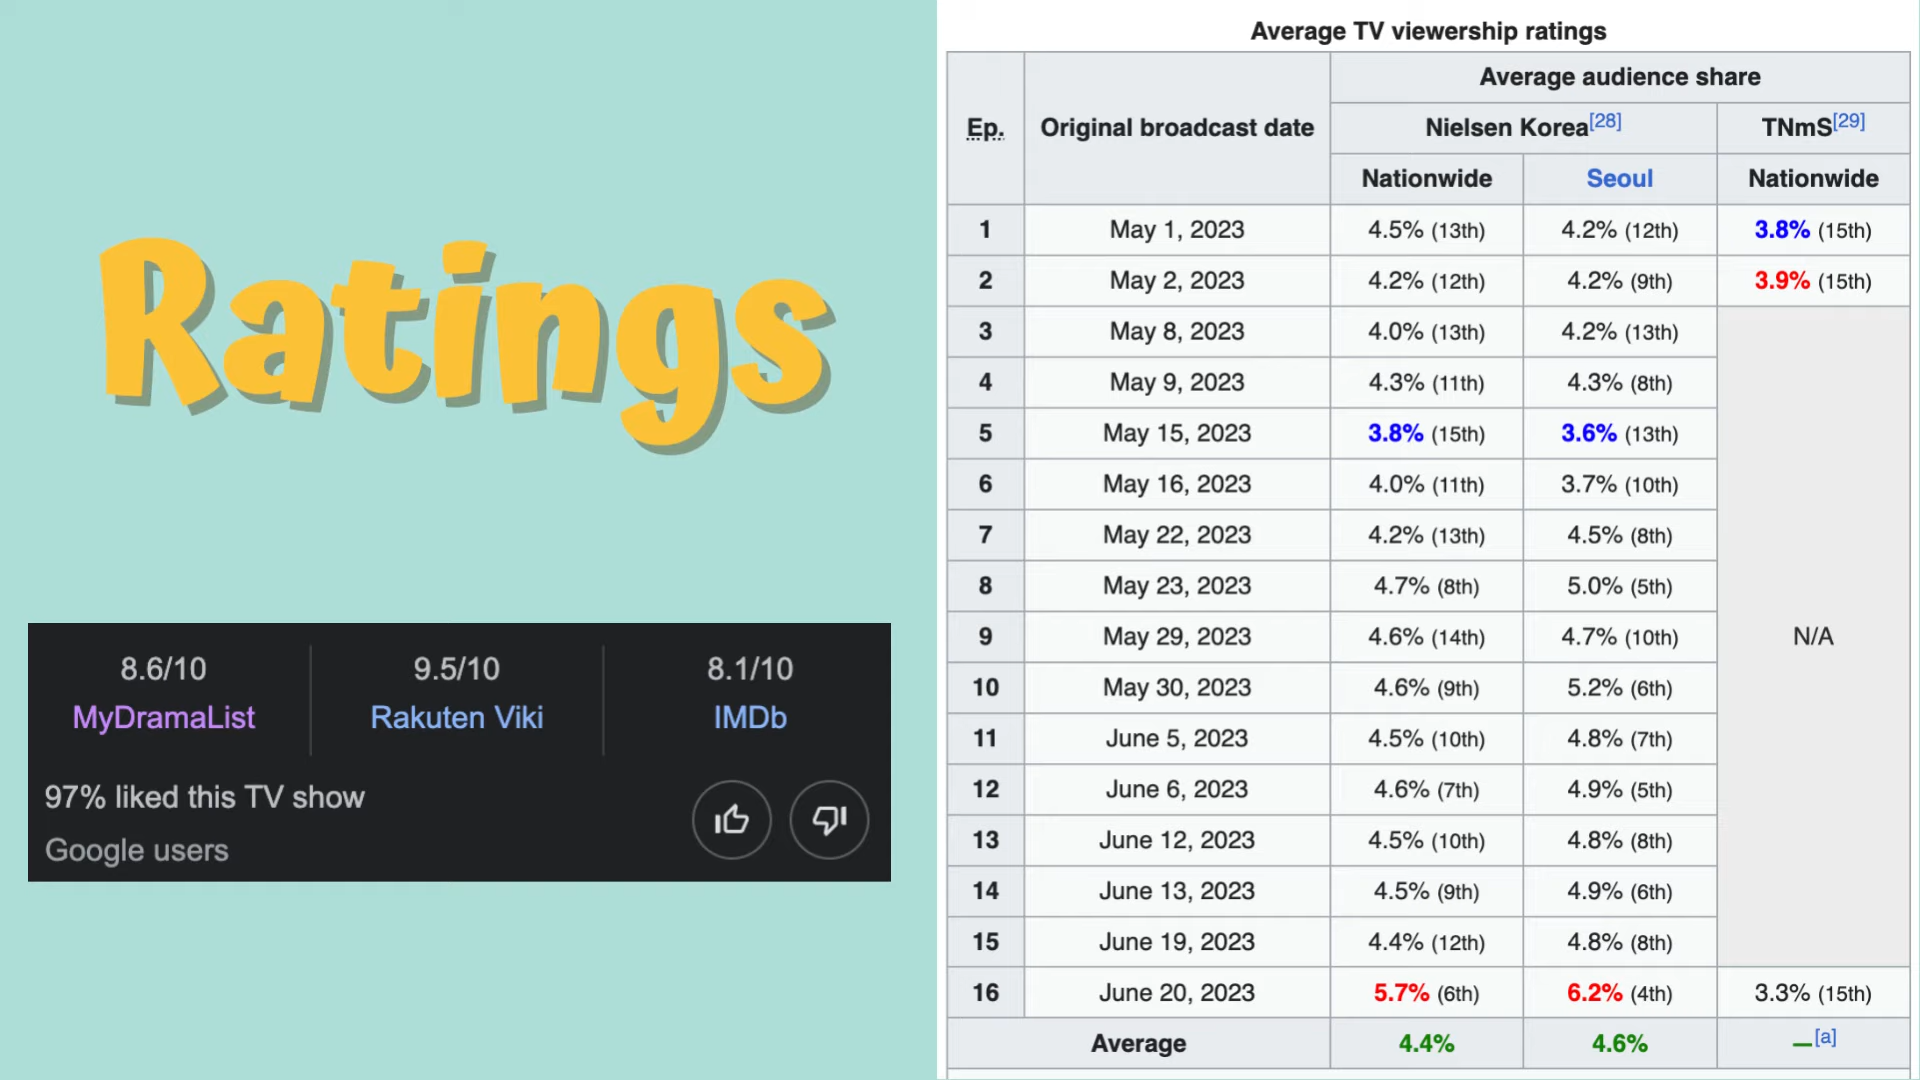 Ratings
8.6/10 9.5/10 8.1/10
MyDramaList Rakuten Viki IMDb
97% liked this TV show
Google users
Average TV viewership ratings
Ep. Original broadcast date Average audience share
Nielsen Korea[28] TNmS[29]
Nationwide Seoul Nationwide
1 May 1, 2023 4.5% (13th) 4.2% (12th) 3.8% (15th)
2 May 2, 2023 4.2% (12th) 4.2% (9th) 3.9% (15th)
3 May 8, 2023 4.0% (13th) 4.2% (13th)
4 May 9, 2023 4.3% (11th) 4.3% (8th)
5 May 15, 2023 3.8% (15th) 3.6% (13th)
6 May 16, 2023 4.0% (11th) 3.7% (10th)
7 May 22, 2023 4.2% (13th) 4.5% (8th)
8 May 23, 2023 4.7% (8th) 5.0% (5th)
9 May 29, 2023 4.6% (14th) 4.7% (10th) N/A
10 May 30, 2023 4.6% (9th) 5.2% (6th)
11 June 5, 2023 4.5% (10th) 4.8% (7th)
12 June 6, 2023 4.6% (7th) 4.9% (5th)
13 June 12, 2023 4.5% (10th) 4.8% (8th)
14 June 13, 2023 4.5% (9th) 4.9% (6th)
15 June 19, 2023 4.4% (12th) 4.8% (8th)
16 June 20, 2023 5.7% (6th) 6.2% (4th) 3.3% (15th)
Average 4.4% 4.6% —[a]